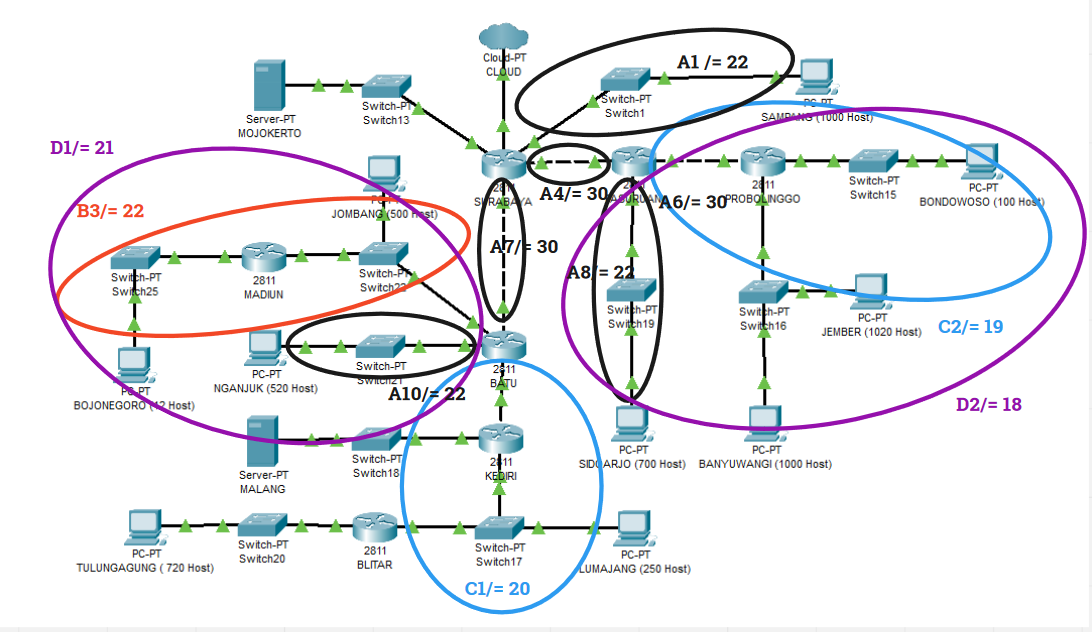 Cloud-PT
CLOUD
A1 /= 22
Switch-PT
Switch13
Server-PT
MOJOKERTO
Switch-PT
Switch1
PC-PT
SAMPANG (1000 Host)
D1/= 21
2811
SURABAYA
A4/= 30
2811
PASURUAN
A6/= 30
2811
PROBOLINGGO
Switch-PT
Switch15
PC-PT
BONDOWOSO (100 Host)
B3/= 22
PC-PT
JOMBANG (500 Host)
A7/= 30
A8/= 22
Switch-PT
Switch25
2811
MADIUN
Switch-PT
Switch22
Switch-PT
Switch19
Switch-PT
Switch16
PC-PT
JEMBER (1020 Host)
C2/= 19
PC-PT
NGANJUK (520 Host)
Switch-PT
Switch21
2811
BATU
A10/= 22
PC-PT
BOJONEGORO (12 Host)
D2/= 18
Server-PT
MALANG
Switch-PT
Switch18
2811
KEDIRI
PC-PT
SIDOARJO (700 Host)
PC-PT
BANYUWANGI (1000 Host)
PC-PT
TULUNGAGUNG ( 720 Host)
Switch-PT
Switch20
2811
BLITAR
Switch-PT
Switch17
PC-PT
LUMAJANG (250 Host)
C1/= 20